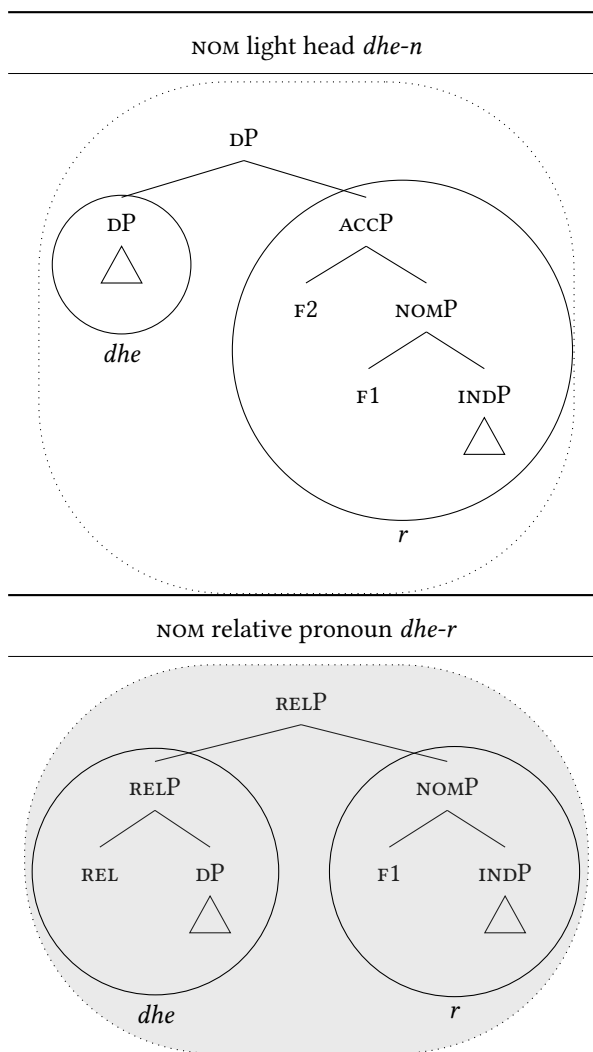 NOM light head dhe-n
DP
DP ACCP
F2 NOMP
dhe
F1 INDP
r
NOM relative pronoun dhe-r
RELP
RELP NOMP
REL DP F1 INDP
dhe r